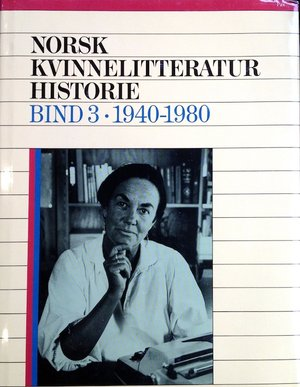 NORSK
KVINNELITTERATUR
HISTORIE
BIND 3 · 1940-1980